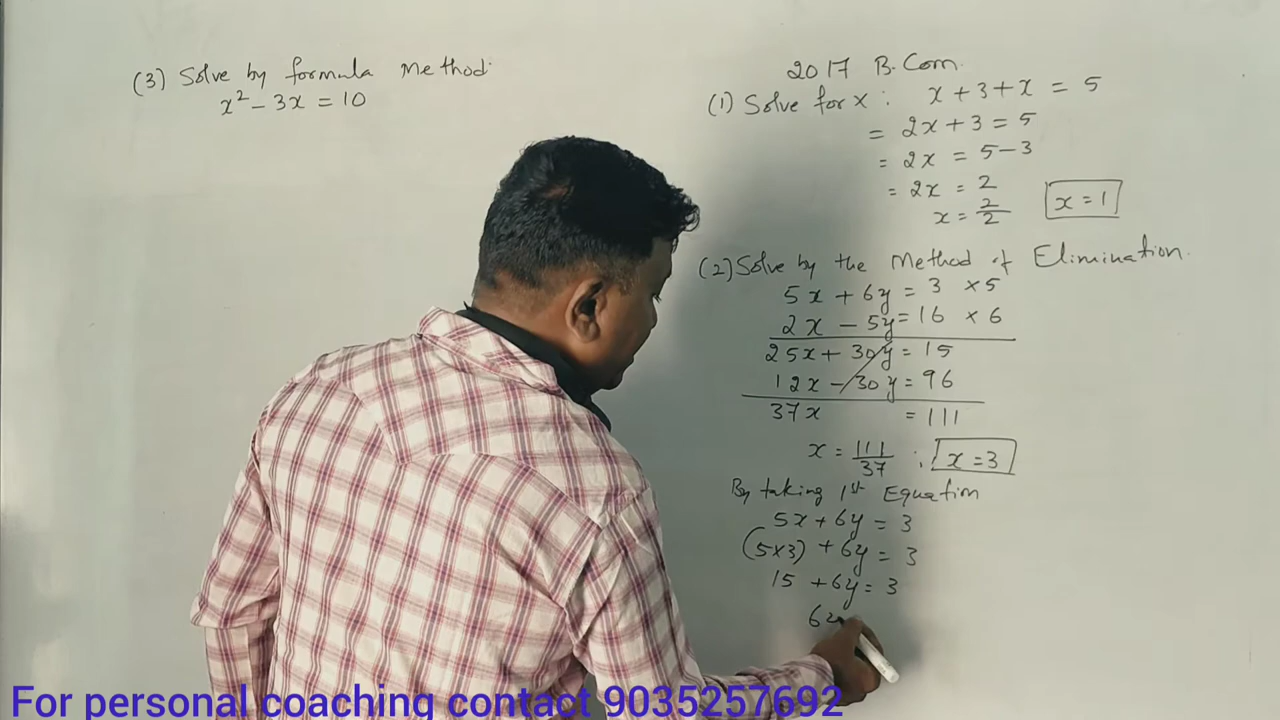 (3) Solve by formula Method:
x² - 3x = 10
2017 B.Com.
(1) Solve for x : x + 3 + x = 5
= 2x + 3 = 5
= 2x = 5 - 3
= 2x = 2
x = 2/2 x = 1
(2) Solve by the Method of Elimination.
5x + 6y = 3 × 5
2x - 5y = 16 × 6
25x + 30y = 15
12x - 30y = 96
37x = 111
x = 111/37 : x = 3
By taking 1st Equation
5x + 6y = 3
(5×3) + 6y = 3
15 + 6y = 3
6y
For personal coaching contact 9035257692